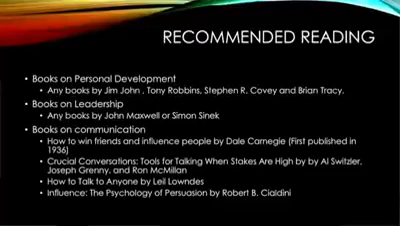 RECOMMENDED READING
• Books on Personal Development
• Any books by Jim John , Tony Robbins, Stephen R. Covey and Brian Tracy.
• Books on Leadership
• Any books by John Maxwell or Simon Sinek
• Books on communication
• How to win friends and influence people by Dale Carnegie (First published in
1936)
• Crucial Conversations: Tools for Talking When Stakes Are High by by Al Switzler,
Joseph Grenny, and Ron McMillan
• How to Talk to Anyone by Leil Lowndes
• Influence: The Psychology of Persuasion by Robert B. Cialdini